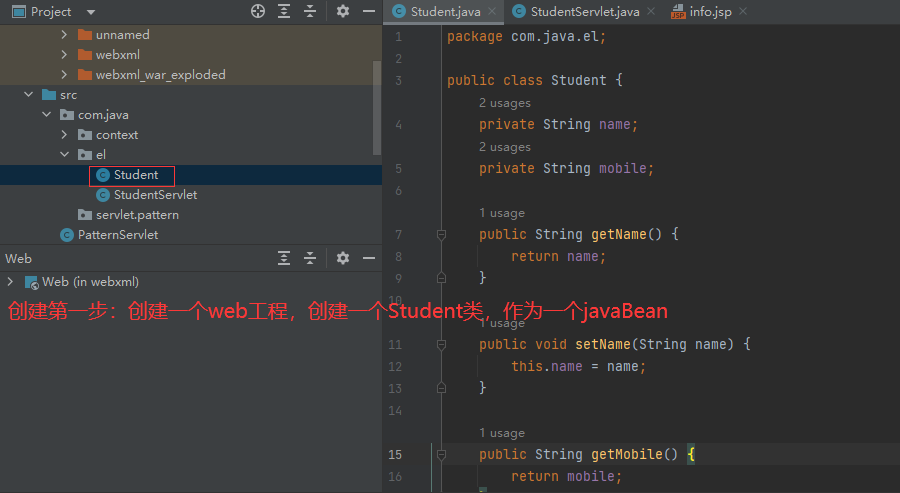 Project
unnamed
webxml
webxml_war_exploded
src
com.java
context
el
Student
StudentServlet
servlet.pattern
PatternServlet
Web
Web (in webxml)
创建第一步：创建一个web工程，创建一个Student类，作为一个javaBean
Student.java
StudentServlet.java
JSP info.jsp
1 package com.java.el;
2
3 public class Student {
2 usages
4 private String name;
2 usages
5 private String mobile;
6
1 usage
7 public String getName() {
8 return name;
9 }
10
1 usage
11 public void setName(String name) {
12 this.name = name;
13 }
14
1 usage
15 public String getMobile() {
16 return mobile;